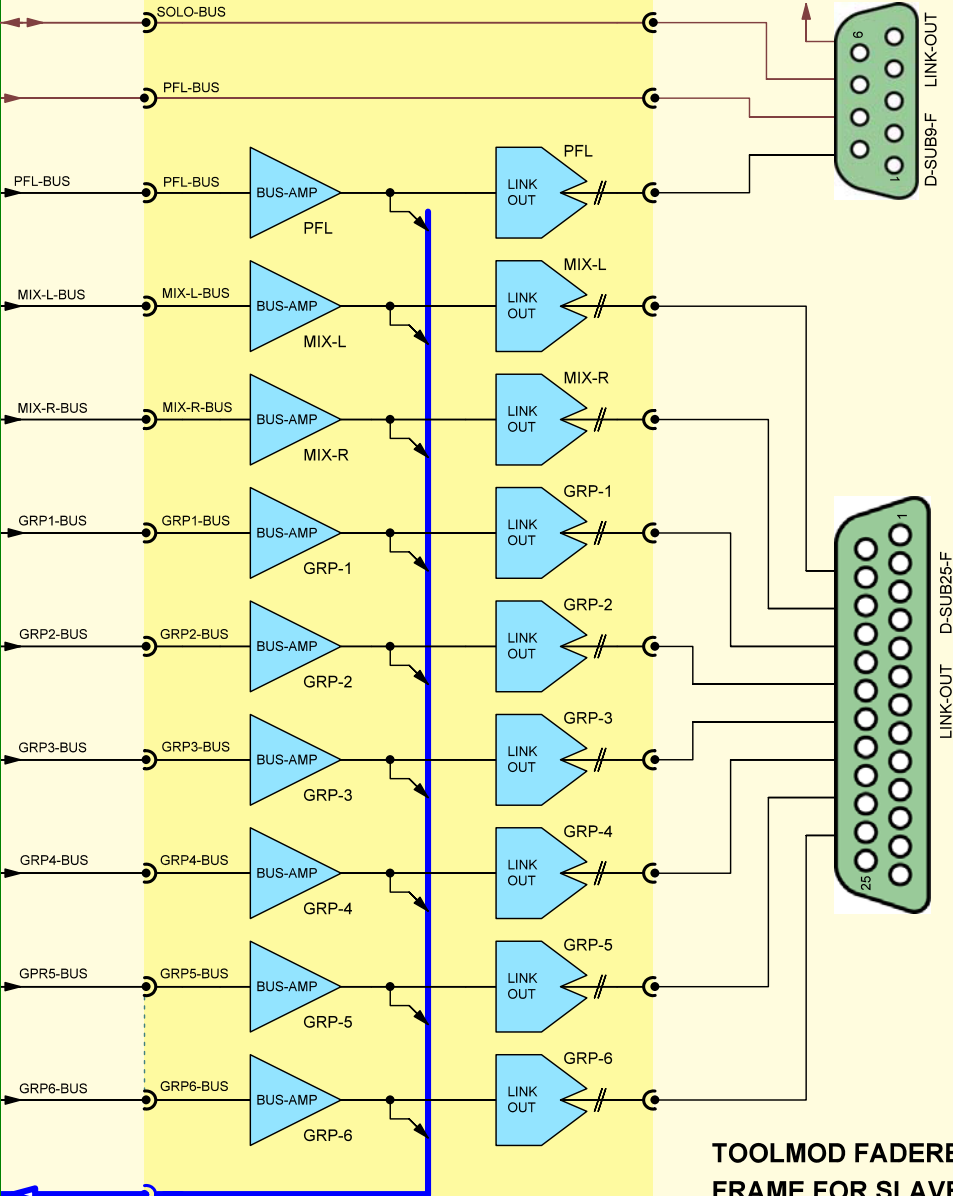 SOLO-BUS
LINK-OUT
6
PFL-BUS
D-SUB9-F
1
PFL
PFL-BUS
PFL-BUS
BUS-AMP
LINK
OUT
PFL
MIX-L
MIX-L-BUS
MIX-L-BUS
BUS-AMP
LINK
OUT
MIX-L
MIX-R
MIX-R-BUS
MIX-R-BUS
BUS-AMP
LINK
OUT
MIX-R
GRP-1
GRP1-BUS
GRP1-BUS
BUS-AMP
LINK
OUT
GRP-1
1
D-SUB25-F
GRP-2
GRP2-BUS
GRP2-BUS
BUS-AMP
LINK
OUT
GRP-2
LINK-OUT
GRP-3
GRP3-BUS
GRP3-BUS
BUS-AMP
LINK
OUT
GRP-3
GRP-4
GRP4-BUS
GRP4-BUS
BUS-AMP
LINK
OUT
GRP-4
25
GRP-5
GPR5-BUS
GRP5-BUS
BUS-AMP
LINK
OUT
GRP-5
GRP-6
GRP6-BUS
GRP6-BUS
BUS-AMP
LINK
OUT
GRP-6
TOOLMOD FADERE
FRAME FOR SLAVE